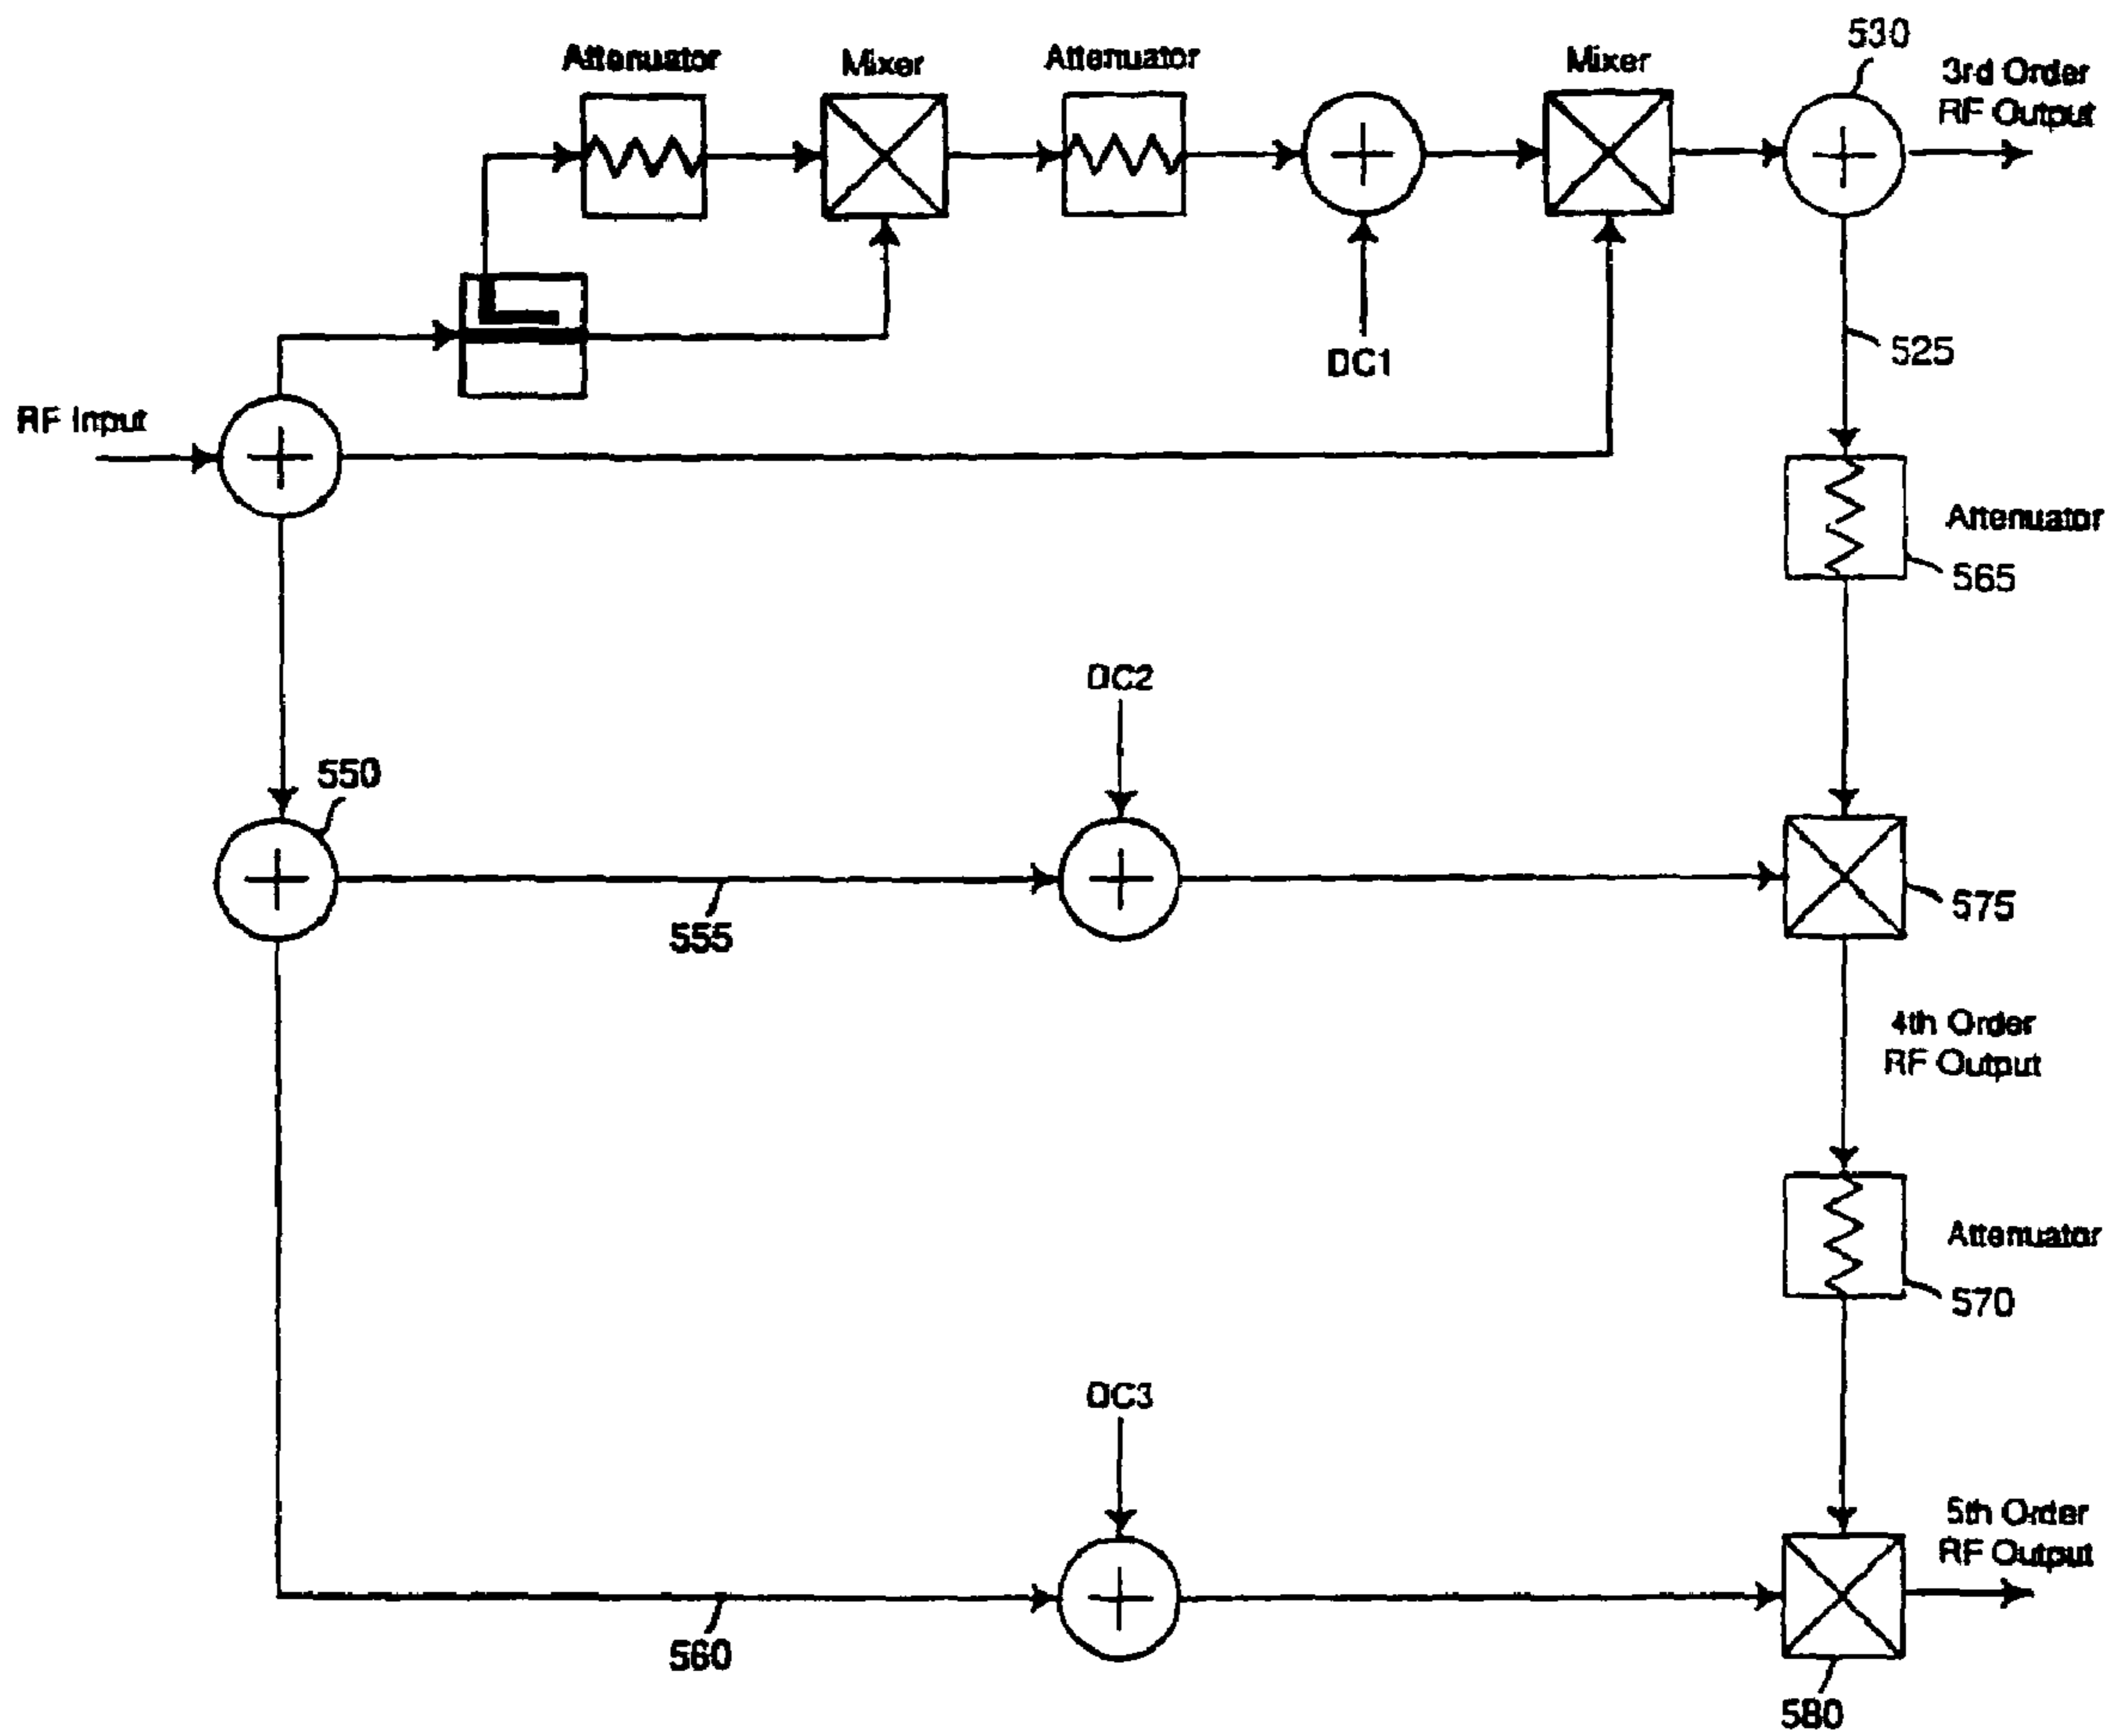 530
Attenuator
Mixer
Attenuator
Mixer
3rd Order
RF Output
DC1
525
RF Input
Attenuator
565
DC2
550
555
575
4th Order
RF Output
Attenuator
570
DC3
5th Order
RF Output
560
580